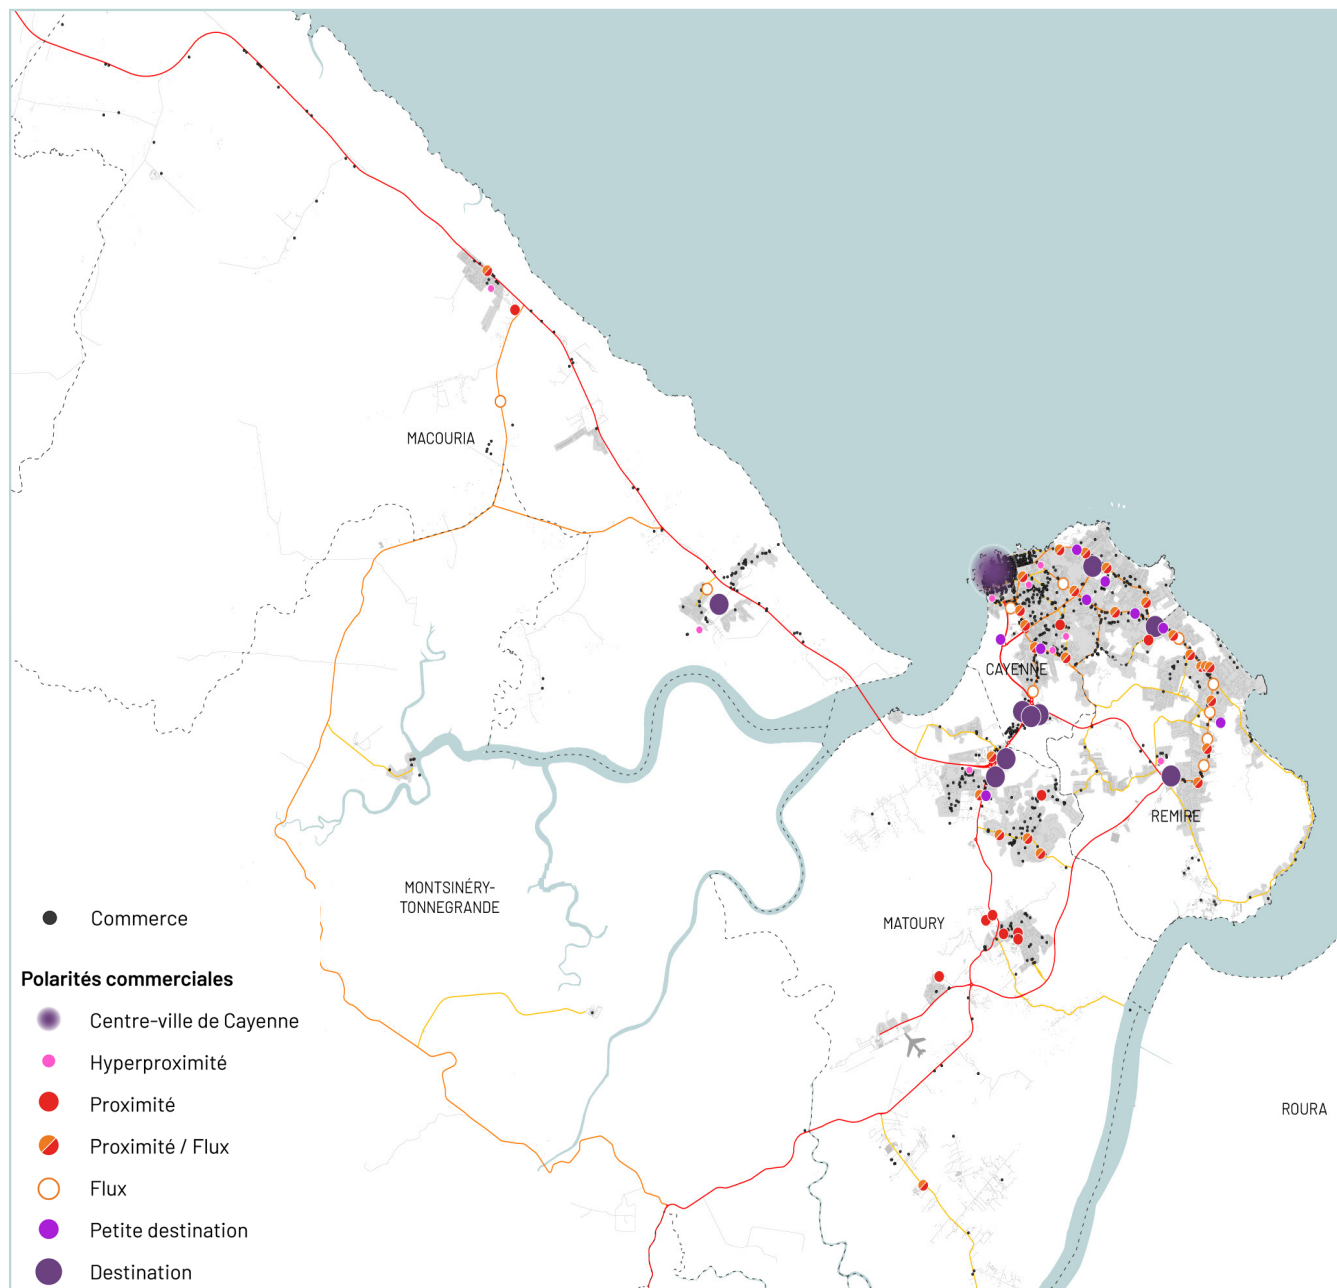 MACOURIA
CAYENNE
REMIRE
MONTSINÉRY-
TONNEGRANDE
MATOURY
ROURA
Commerce
Polarités commerciales
Centre-ville de Cayenne
Hyperproximité
Proximité
Proximité / Flux
Flux
Petite destination
Destination